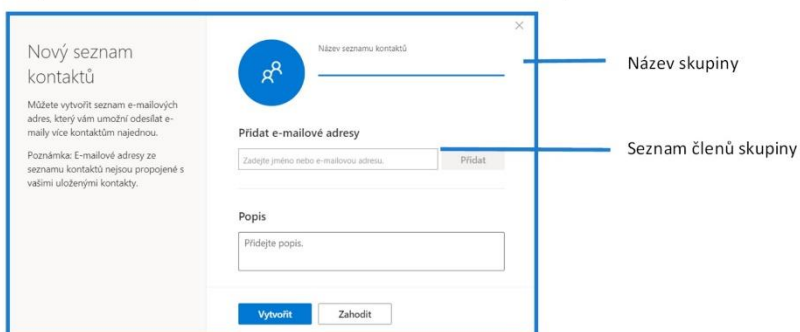 Nový seznam
kontaktů
Můžete vytvořit seznam e-mailových
adres, který vám umožní odesílat e-
maily více kontaktům najednou.
Poznámka: E-mailové adresy ze
seznamu kontaktů nejsou propojené s
vašimi uloženými kontakty.
Název seznamu kontaktů
Přidat e-mailové adresy
Zadejte jméno nebo e-mailovou adresu.
Přidat
Popis
Přidejte popis.
Vytvořit
Zahodit
Název skupiny
Seznam členů skupiny